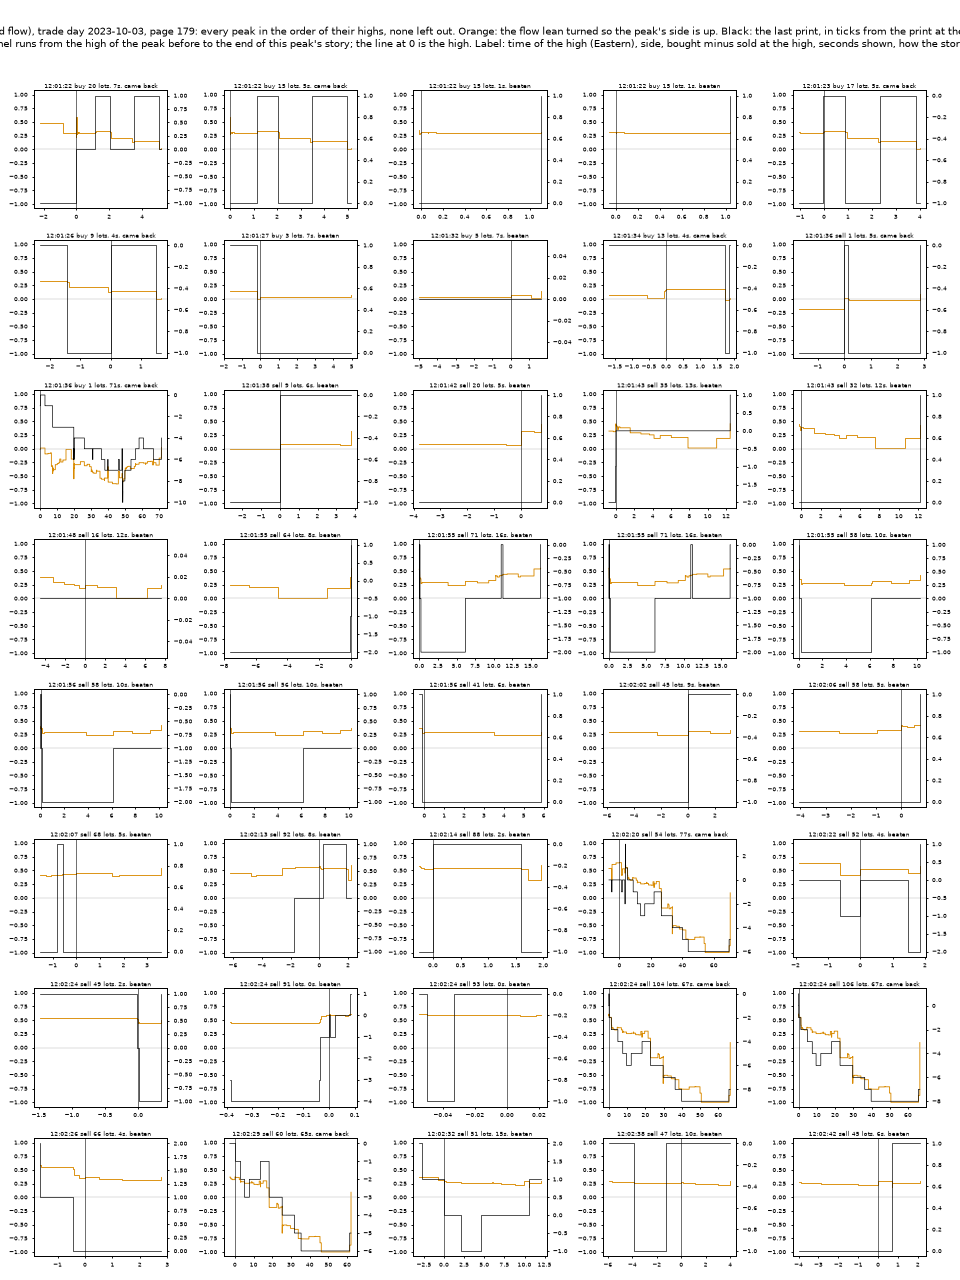 d flow), trade day 2023-10-03, page 179: every peak in the order of their highs, none left out. Orange: the flow lean turned so the peak's side is up. Black: the last print, in ticks from the print at the
nel runs from the high of the peak before to the end of this peak's story; the line at 0 is the high. Label: time of the high (Eastern), side, bought minus sold at the high, seconds shown, how the stor
12:01:22 buy 20 lots. 7s. came back
12:01:22 buy 15 lots. 5s. came back
12:01:22 buy 15 lots. 1s. beaten
12:01:22 buy 15 lots. 1s. beaten
12:01:23 buy 17 lots. 5s. came back
12:01:26 buy 9 lots. 4s. came back
12:01:27 buy 3 lots. 7s. beaten
12:01:32 buy 5 lots. 7s. beaten
12:01:34 buy 13 lots. 4s. came back
12:01:36 sell 1 lots. 5s. came back
12:01:36 buy 1 lots. 71s. came back
12:01:38 sell 9 lots. 6s. beaten
12:01:42 sell 20 lots. 5s. beaten
12:01:43 sell 35 lots. 13s. beaten
12:01:43 sell 32 lots. 12s. beaten
12:01:48 sell 16 lots. 12s. beaten
12:01:55 sell 64 lots. 8s. beaten
12:01:55 sell 71 lots. 16s. beaten
12:01:55 sell 71 lots. 16s. beaten
12:01:55 sell 58 lots. 10s. beaten
12:01:56 sell 58 lots. 10s. beaten
12:01:56 sell 56 lots. 10s. beaten
12:01:56 sell 41 lots. 6s. beaten
12:02:02 sell 45 lots. 9s. beaten
12:02:06 sell 58 lots. 5s. beaten
12:02:07 sell 68 lots. 5s. beaten
12:02:13 sell 92 lots. 8s. beaten
12:02:14 sell 88 lots. 2s. beaten
12:02:20 sell 54 lots. 77s. came back
12:02:22 sell 52 lots. 4s. beaten
12:02:24 sell 49 lots. 2s. beaten
12:02:24 sell 91 lots. 0s. beaten
12:02:24 sell 93 lots. 0s. beaten
12:02:24 sell 104 lots. 67s. came back
12:02:24 sell 106 lots. 67s. came back
12:02:26 sell 66 lots. 4s. beaten
12:02:29 sell 60 lots. 65s. came back
12:02:32 sell 51 lots. 15s. beaten
12:02:38 sell 47 lots. 10s. beaten
12:02:42 sell 45 lots. 6s. beaten